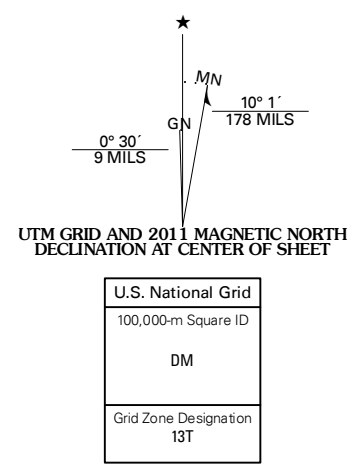 ★
MN
GN
10° 1´
178 MILS
0° 30´
9 MILS
UTM GRID AND 2011 MAGNETIC NORTH
DECLINATION AT CENTER OF SHEET
U.S. National Grid
100,000-m Square ID
DM
Grid Zone Designation
13T